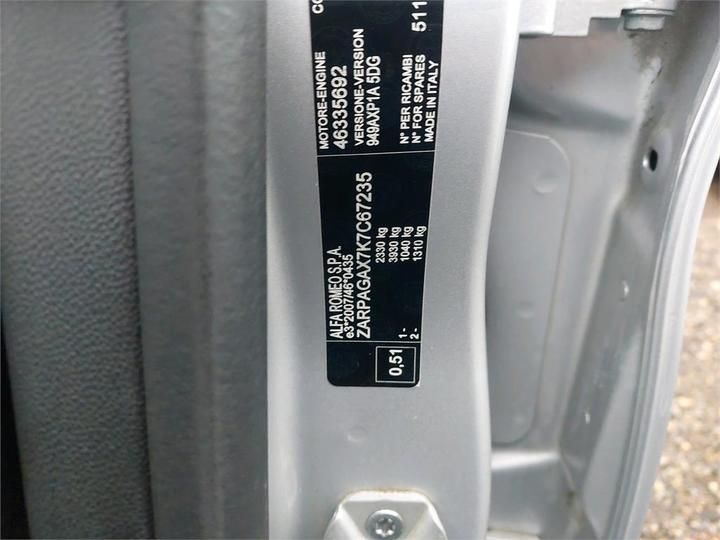 ALFA ROMEO S.P.A.
e3*2007/46*0435
ZARPAGAX7K7C67235
2330 kg
3930 kg
1- 1040 kg
2- 1310 kg
0,51
MOTORE-ENGINE
46335692
VERSIONE-VERSION
949AXP1A 5DG
N° PER RICAMBI
N° FOR SPARES
MADE IN ITALY